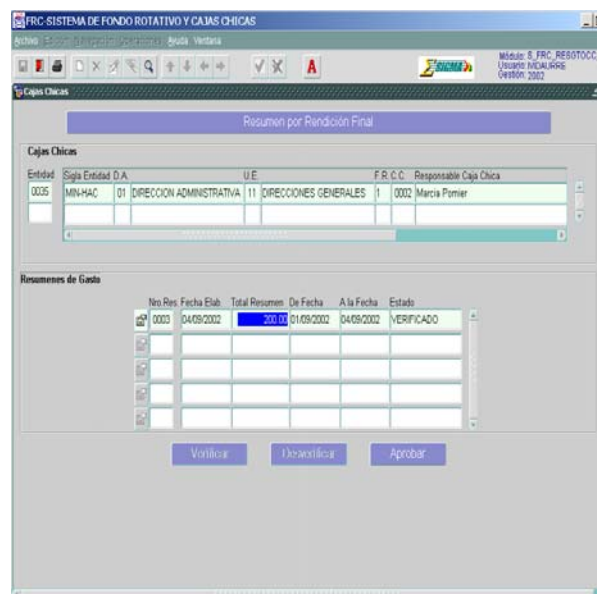 FRC-SISTEMA DE FONDO ROTATIVO Y CAJAS CHICAS
Archivo Ayuda Ventana
SIGMA
Módulo: S_FRC_RESOTOCC
Usuario: MDAURRE
Gestión: 2002
Cajas Chicas
Resumen por Rendición Final
Cajas Chicas
Entidad Sigla Entidad D.A. U.E. F.R. C.C. Responsable Caja Chica
0035 MIN-HAC 01 DIRECCION ADMINISTRATIVA 11 DIRECCIONES GENERALES 1 0002 Marcia Pomier
Resumenes de Gasto
Nro.Res. Fecha Elab. Total Resumen De Fecha A la Fecha Estado
0003 04/09/2002 200.00 01/09/2002 04/09/2002 VERIFICADO
Verificar Desverificar Aprobar